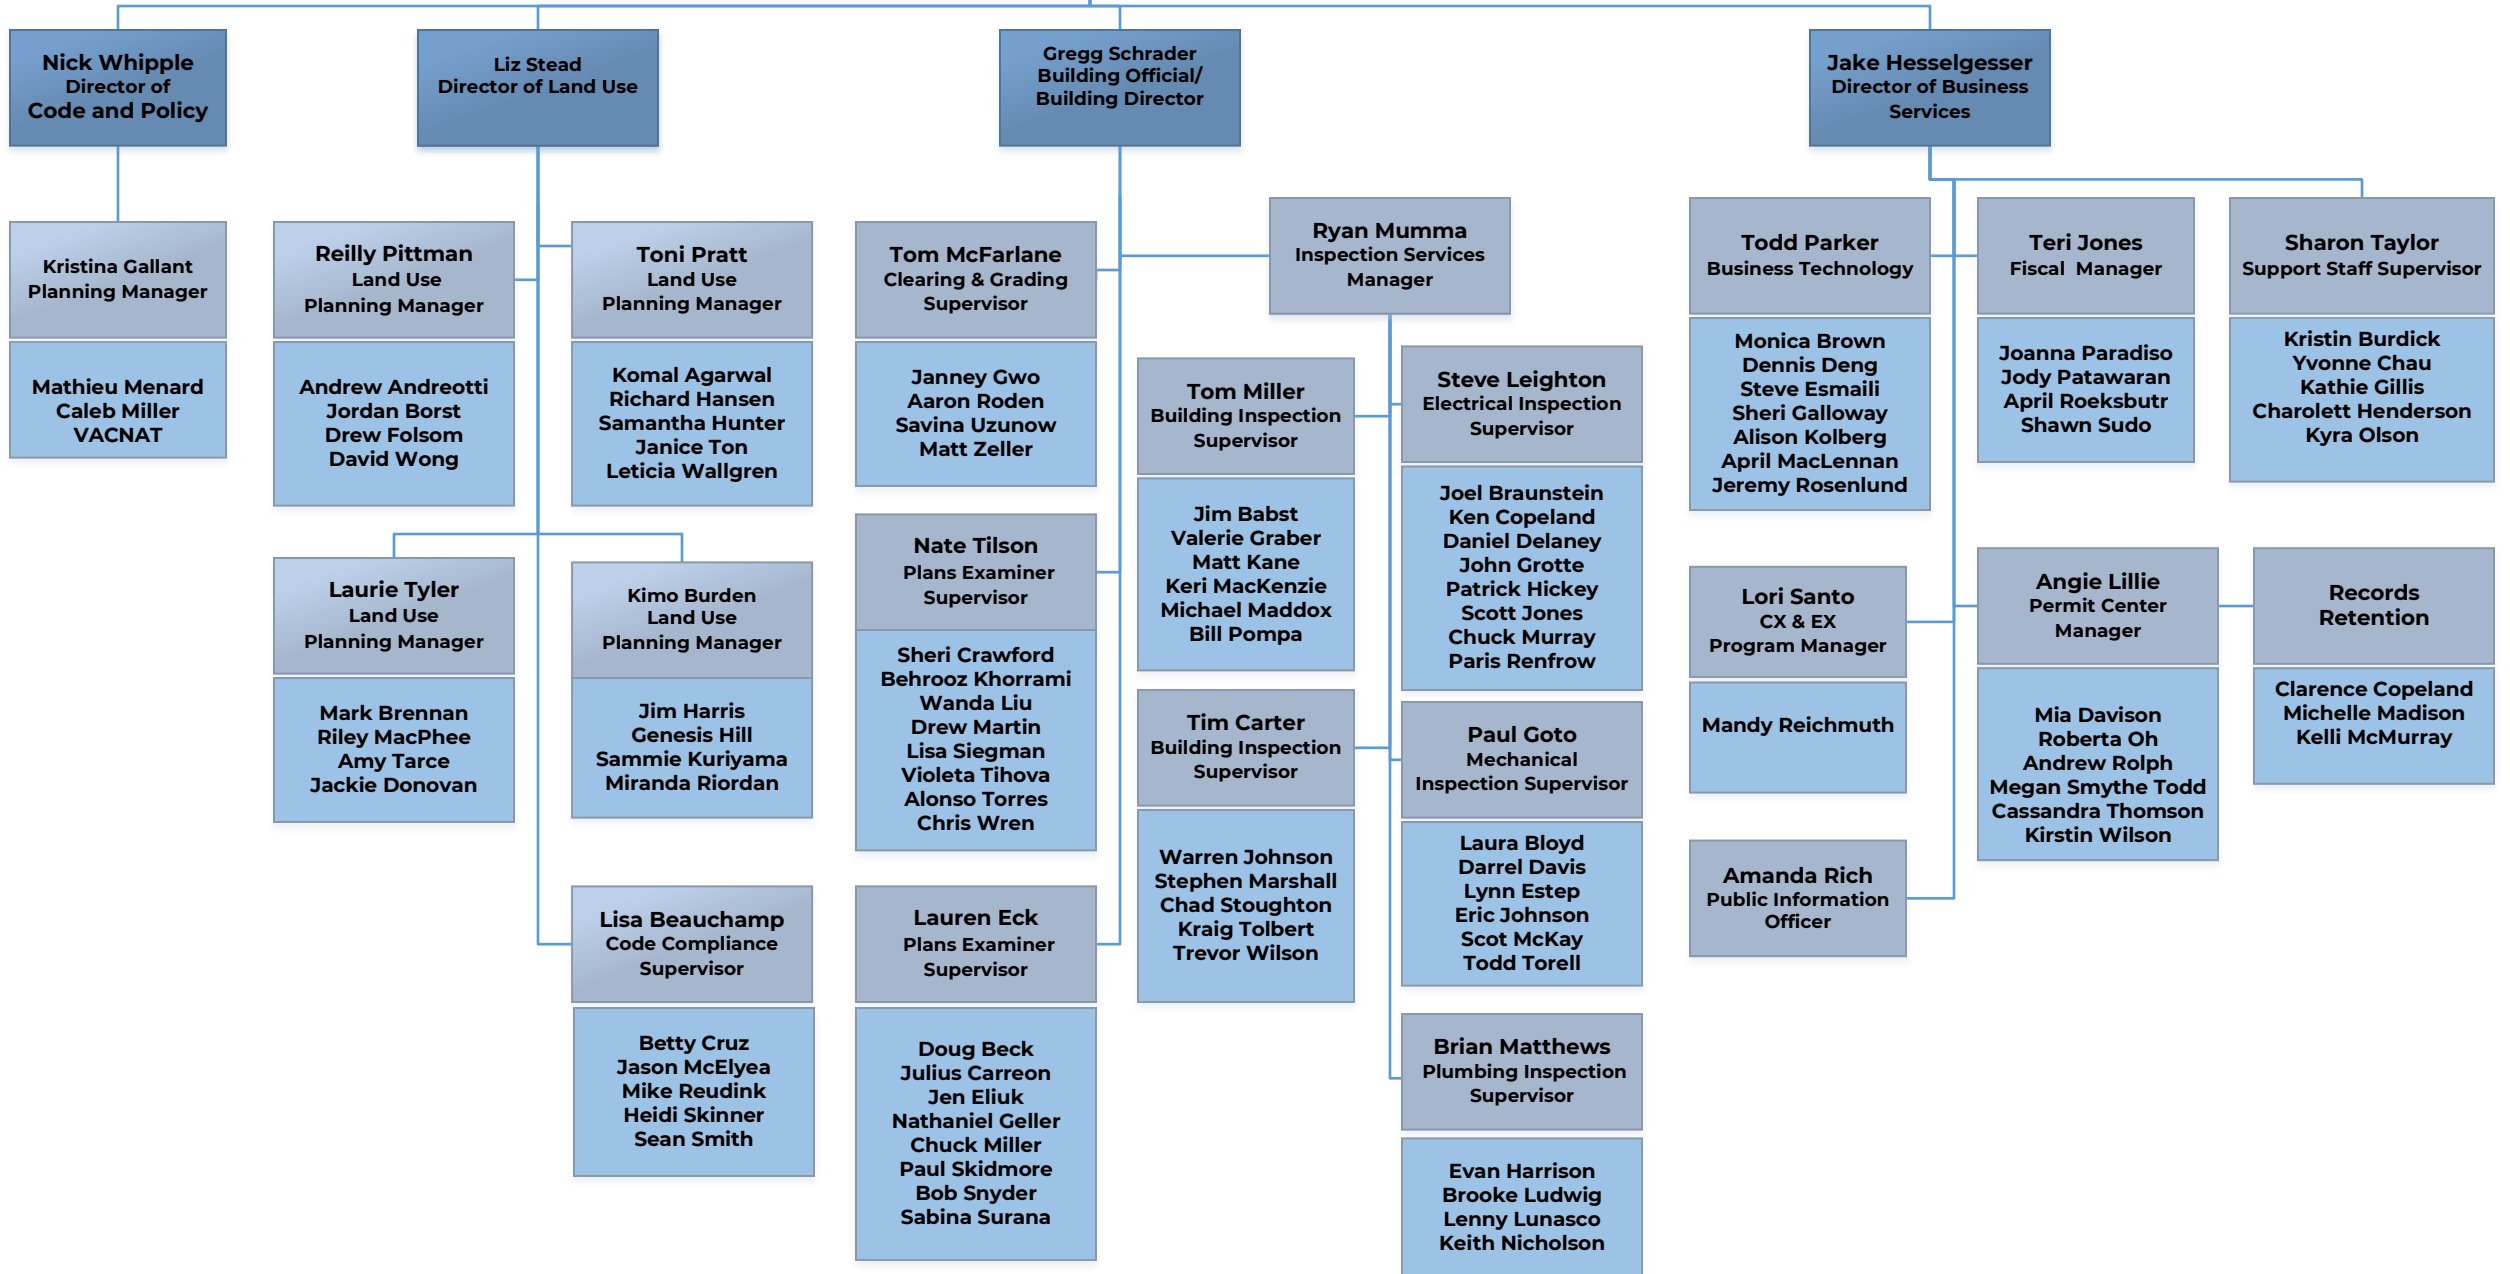 Nick Whipple
Director of
Code and Policy
Liz Stead
Director of Land Use
Gregg Schrader
Building Official/
Building Director
Jake Hesselgesser
Director of Business
Services
Kristina Gallant
Planning Manager
Mathieu Menard
Caleb Miller
VACNAT
Reilly Pittman
Land Use
Planning Manager
Andrew Andreotti
Jordan Borst
Drew Folsom
David Wong
Toni Pratt
Land Use
Planning Manager
Komal Agarwal
Richard Hansen
Samantha Hunter
Janice Ton
Leticia Wallgren
Laurie Tyler
Land Use
Planning Manager
Mark Brennan
Riley MacPhee
Amy Tarce
Jackie Donovan
Kimo Burden
Land Use
Planning Manager
Jim Harris
Genesis Hill
Sammie Kuriyama
Miranda Riordan
Lisa Beauchamp
Code Compliance
Supervisor
Betty Cruz
Jason McElyea
Mike Reudink
Heidi Skinner
Sean Smith
Tom McFarlane
Clearing & Grading
Supervisor
Janney Gwo
Aaron Roden
Savina Uzunow
Matt Zeller
Nate Tilson
Plans Examiner
Supervisor
Sheri Crawford
Behrooz Khorrami
Wanda Liu
Drew Martin
Lisa Siegman
Violeta Tihova
Alonso Torres
Chris Wren
Lauren Eck
Plans Examiner
Supervisor
Doug Beck
Julius Carreon
Jen Eliuk
Nathaniel Geller
Chuck Miller
Paul Skidmore
Bob Snyder
Sabina Surana
Ryan Mumma
Inspection Services
Manager
Tom Miller
Building Inspection
Supervisor
Jim Babst
Valerie Graber
Matt Kane
Keri MacKenzie
Michael Maddox
Bill Pompa
Tim Carter
Building Inspection
Supervisor
Warren Johnson
Stephen Marshall
Chad Stoughton
Kraig Tolbert
Trevor Wilson
Steve Leighton
Electrical Inspection
Supervisor
Joel Braunstein
Ken Copeland
Daniel Delaney
John Grotte
Patrick Hickey
Scott Jones
Chuck Murray
Paris Renfrow
Paul Goto
Mechanical
Inspection Supervisor
Laura Bloyd
Darrel Davis
Lynn Estep
Eric Johnson
Scot McKay
Todd Torell
Brian Matthews
Plumbing Inspection
Supervisor
Evan Harrison
Brooke Ludwig
Lenny Lunasco
Keith Nicholson
Todd Parker
Business Technology
Monica Brown
Dennis Deng
Steve Esmaili
Sheri Galloway
Alison Kolberg
April MacLennan
Jeremy Rosenlund
Teri Jones
Fiscal Manager
Joanna Paradiso
Jody Patawaran
April Roeksbutr
Shawn Sudo
Sharon Taylor
Support Staff Supervisor
Kristin Burdick
Yvonne Chau
Kathie Gillis
Charolett Henderson
Kyra Olson
Lori Santo
CX & EX
Program Manager
Mandy Reichmuth
Angie Lillie
Permit Center
Manager
Mia Davison
Roberta Oh
Andrew Rolph
Megan Smythe Todd
Cassandra Thomson
Kirstin Wilson
Records
Retention
Clarence Copeland
Michelle Madison
Kelli McMurray
Amanda Rich
Public Information
Officer